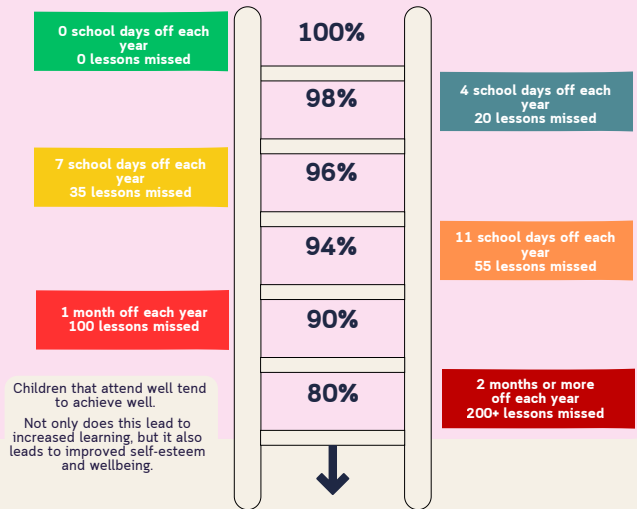 0 school days off each
year
0 lessons missed
100%
98%
4 school days off each
year
20 lessons missed
7 school days off each
year
35 lessons missed
96%
94%
11 school days off each
year
55 lessons missed
1 month off each year
100 lessons missed
90%
80%
2 months or more
off each year
200+ lessons missed
Children that attend well tend
to achieve well.
Not only does this lead to
increased learning, but it also
leads to improved self-esteem
and wellbeing.